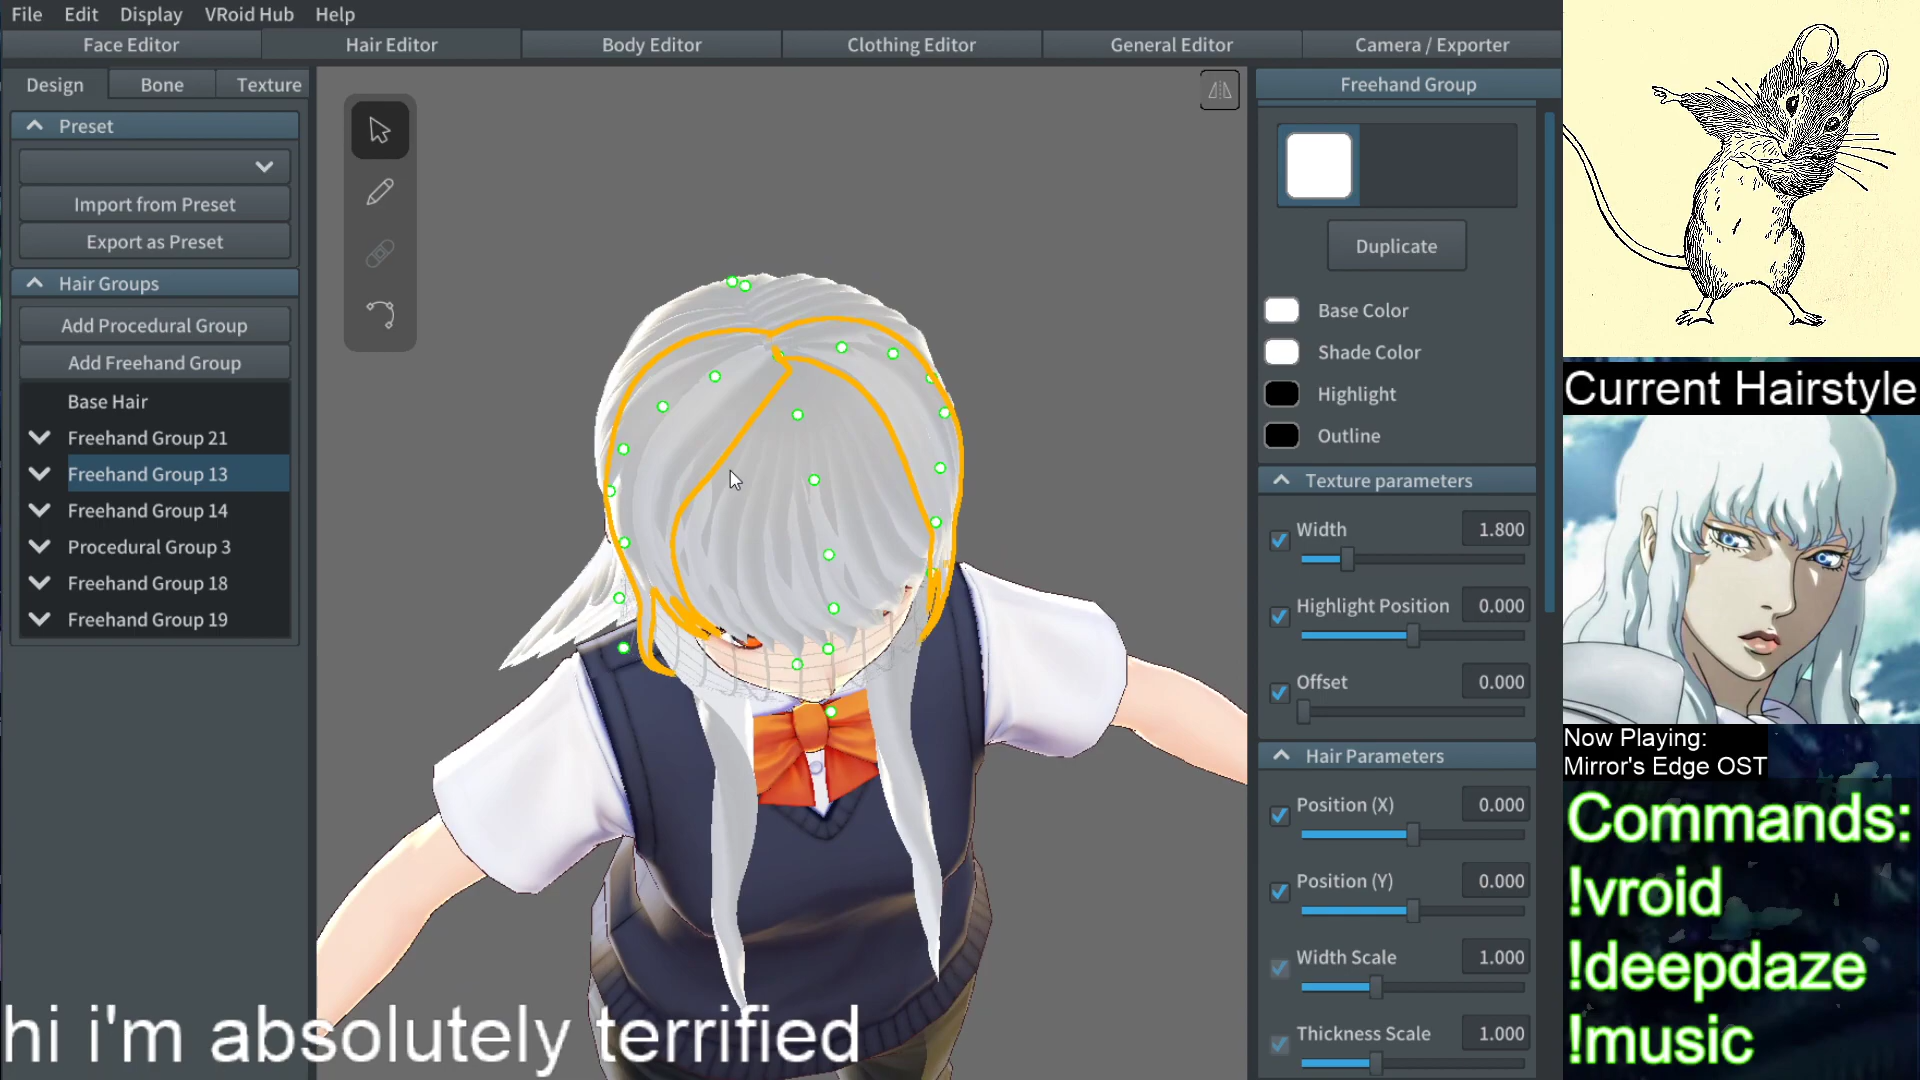 File Edit Display VRoid Hub Help
Face Editor Hair Editor Body Editor Clothing Editor General Editor Camera / Exporter
Design Bone Texture
Preset
Import from Preset
Export as Preset
Hair Groups
Add Procedural Group
Add Freehand Group
Base Hair
Freehand Group 21
Freehand Group 13
Freehand Group 14
Procedural Group 3
Freehand Group 18
Freehand Group 19
hi i'm absolutely terrified
Freehand Group
Duplicate
Base Color
Shade Color
Highlight
Outline
Texture parameters
Width 1.800
Highlight Position 0.000
Offset 0.000
Hair Parameters
Position (X) 0.000
Position (Y) 0.000
Width Scale 1.000
Thickness Scale 1.000
Current Hairstyle
Now Playing:
Mirror's Edge OST
Commands:
!vroid
!deepdaze
!music